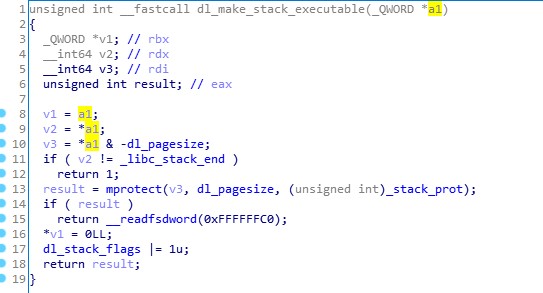 1 unsigned int __fastcall dl_make_stack_executable(_QWORD *a1)
2 {
3 _QWORD *v1; // rbx
4 __int64 v2; // rdx
5 __int64 v3; // rdi
6 unsigned int result; // eax
7
8 v1 = a1;
9 v2 = *a1;
10 v3 = *a1 & -dl_pagesize;
11 if ( v2 != _libc_stack_end )
12 return 1;
13 result = mprotect(v3, dl_pagesize, (unsigned int)_stack_prot);
14 if ( result )
15 return __readfsdword(0xFFFFFFC0);
16 *v1 = 0LL;
17 dl_stack_flags |= 1u;
18 return result;
19 }